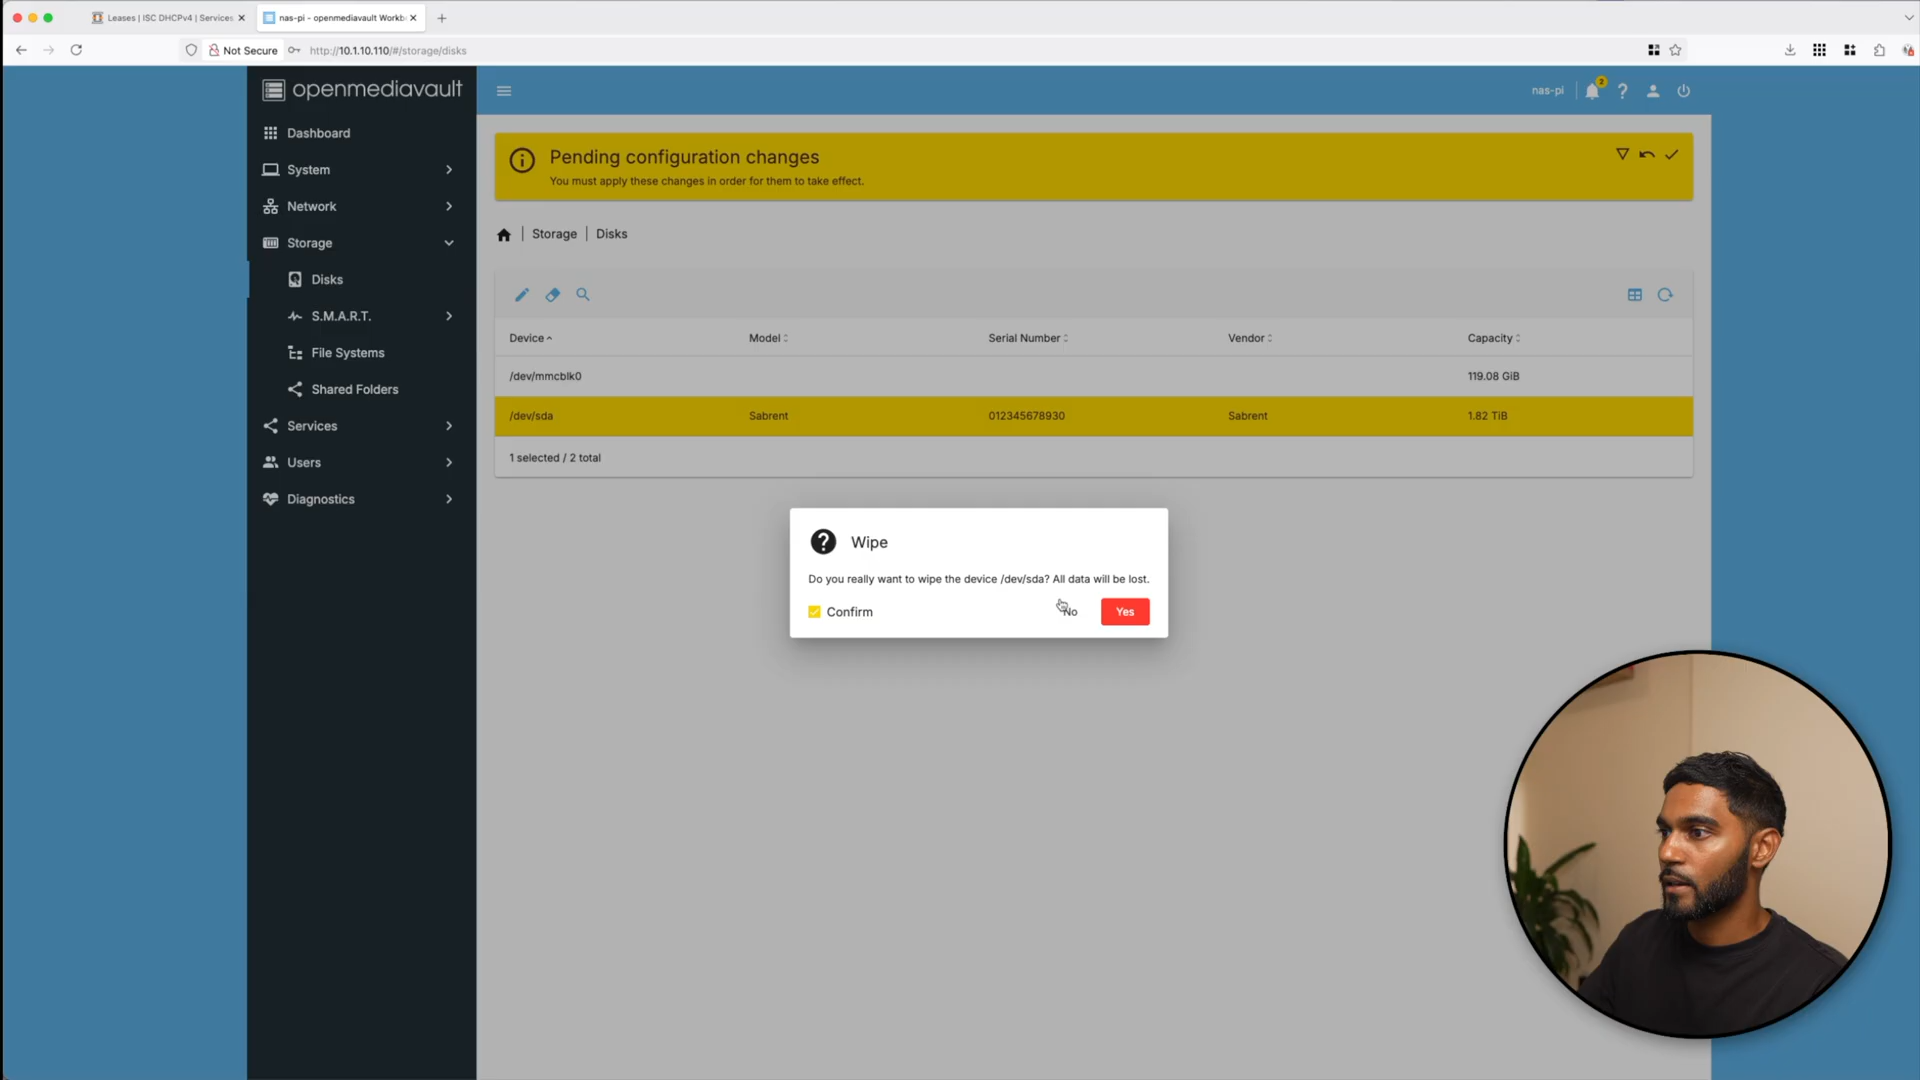 Leases | ISC DHCPv4 | Services
nas-pi - openmediavault Workb
Not Secure
http://10.1.10.110/#/storage/disks
openmediavault
nas-pi
2
Dashboard
System
Network
Storage
Disks
S.M.A.R.T.
File Systems
Shared Folders
Services
Users
Diagnostics
Pending configuration changes
You must apply these changes in order for them to take effect.
Storage | Disks
Device Model Serial Number Vendor Capacity
/dev/mmcblk0 119.08 GiB
/dev/sda Sabrent 012345678930 Sabrent 1.82 TiB
1 selected / 2 total
Wipe
Do you really want to wipe the device /dev/sda? All data will be lost.
Confirm
No
Yes